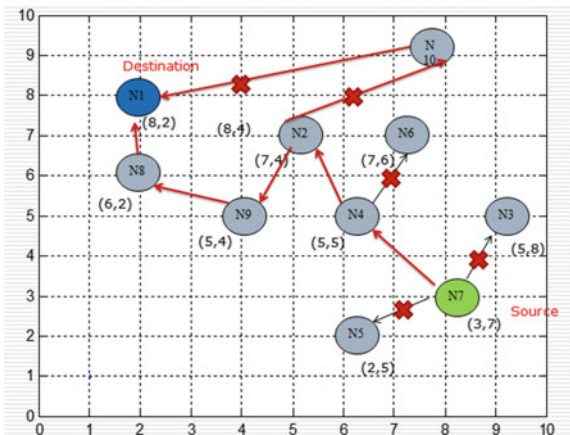 10
9
8
7
6
5
4
3
2
1
0
Destination
N1
(8,2)
N
10
(8,4)
N2
(7,4)
N6
(7,6)
N8
(6,2)
N9
(5,4)
N4
(5,5)
N3
(5,8)
N7
(3,7)
Source
N5
(2,5)
0 1 2 3 4 5 6 7 8 9 10